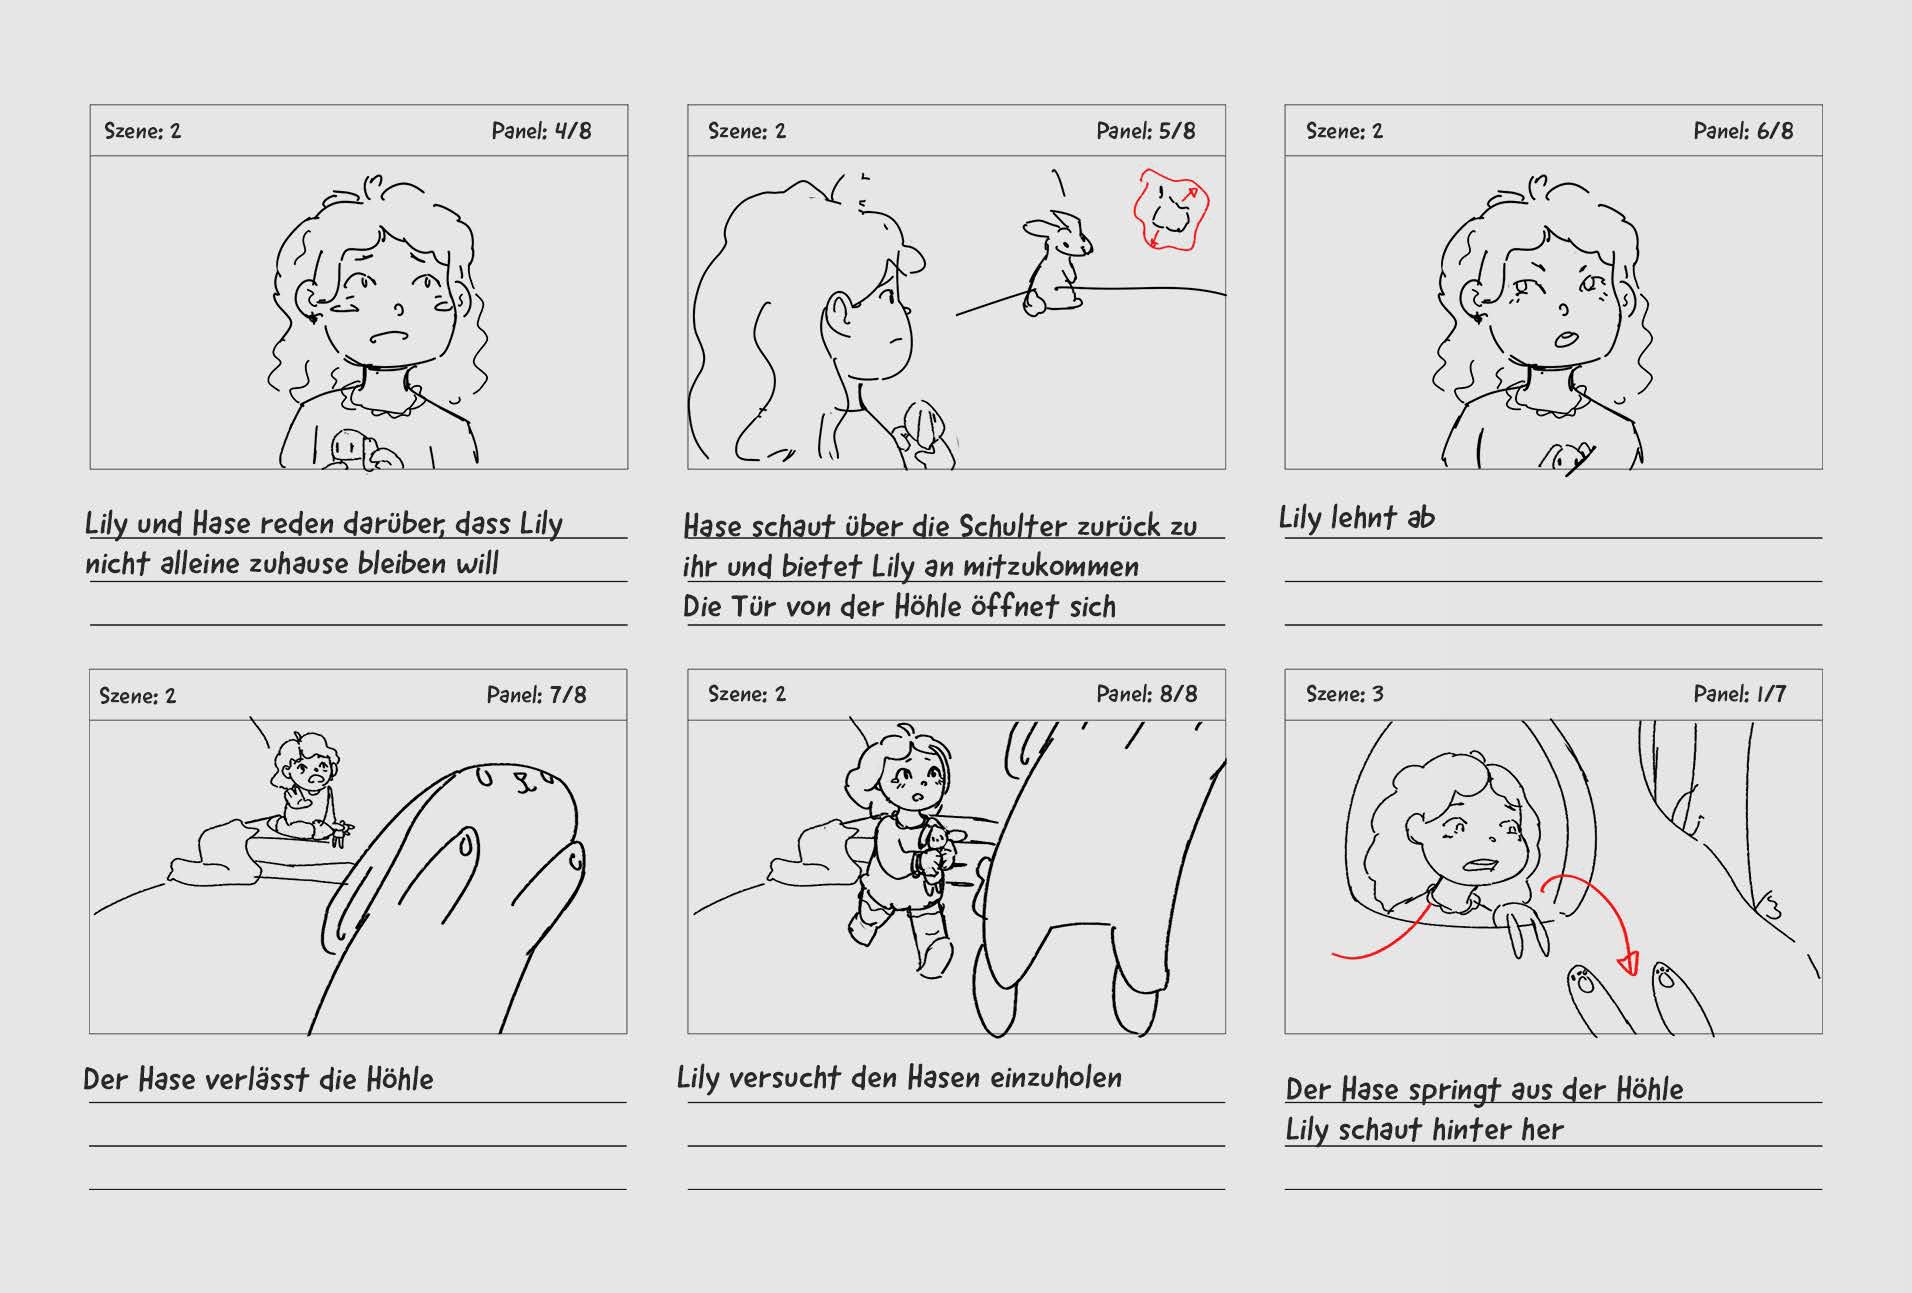 Szene: 2 Panel: 4/8
Lily und Hase reden darüber, dass Lily
nicht alleine zuhause bleiben will
Szene: 2 Panel: 5/8
Hase schaut über die Schulter zurück zu
ihr und bietet Lily an mitzukommen
Die Tür von der Höhle öffnet sich
Szene: 2 Panel: 6/8
Lily lehnt ab
Szene: 2 Panel: 7/8
Der Hase verlässt die Höhle
Szene: 2 Panel: 8/8
Lily versucht den Hasen einzuholen
Szene: 3 Panel: 1/7
Der Hase springt aus der Höhle
Lily schaut hinter her